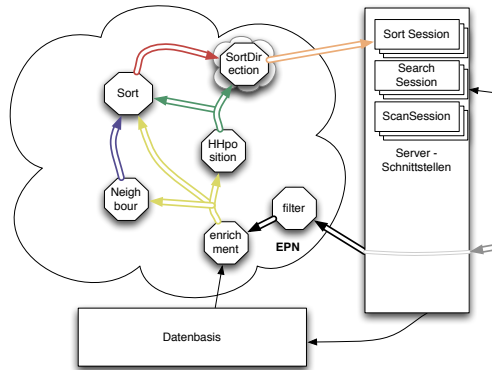 SortDir
ection
Sort
HHpo
sition
Neigh
bour
enrich
ment
filter
EPN
Sort Session
Search
Session
ScanSession
Server -
Schnittstellen
Datenbasis